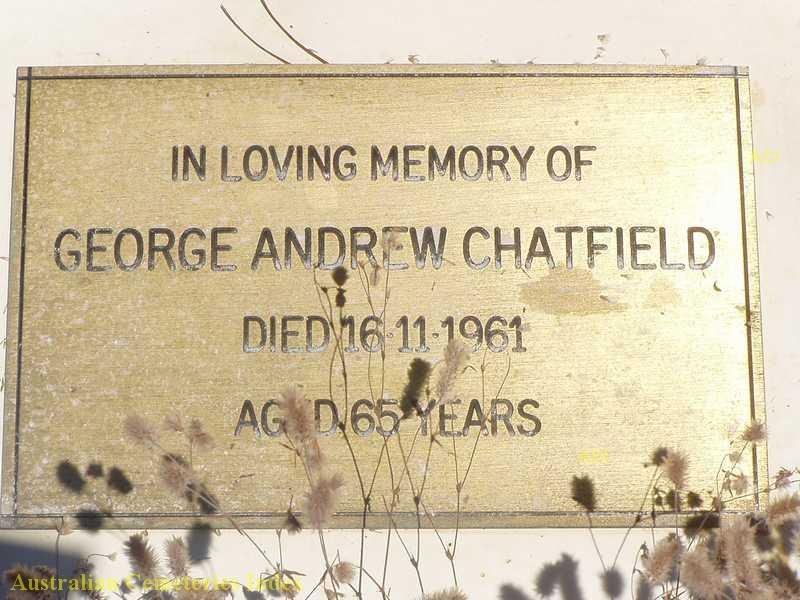 IN LOVING MEMORY OF
GEORGE ANDREW CHATFIELD
DIED 16·11·1961
AGED 65 YEARS
Australian Cemeteries Index